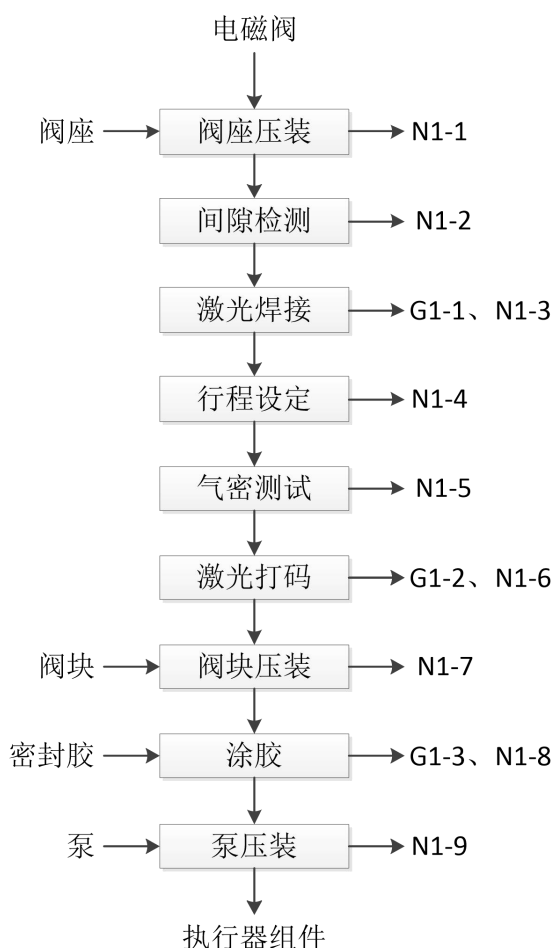 电磁阀
阀座 阀座压装 N1-1
间隙检测 N1-2
激光焊接 G1-1、N1-3
行程设定 N1-4
气密测试 N1-5
激光打码 G1-2、N1-6
阀块 阀块压装 N1-7
密封胶 涂胶 G1-3、N1-8
泵 泵压装 N1-9
执行器组件